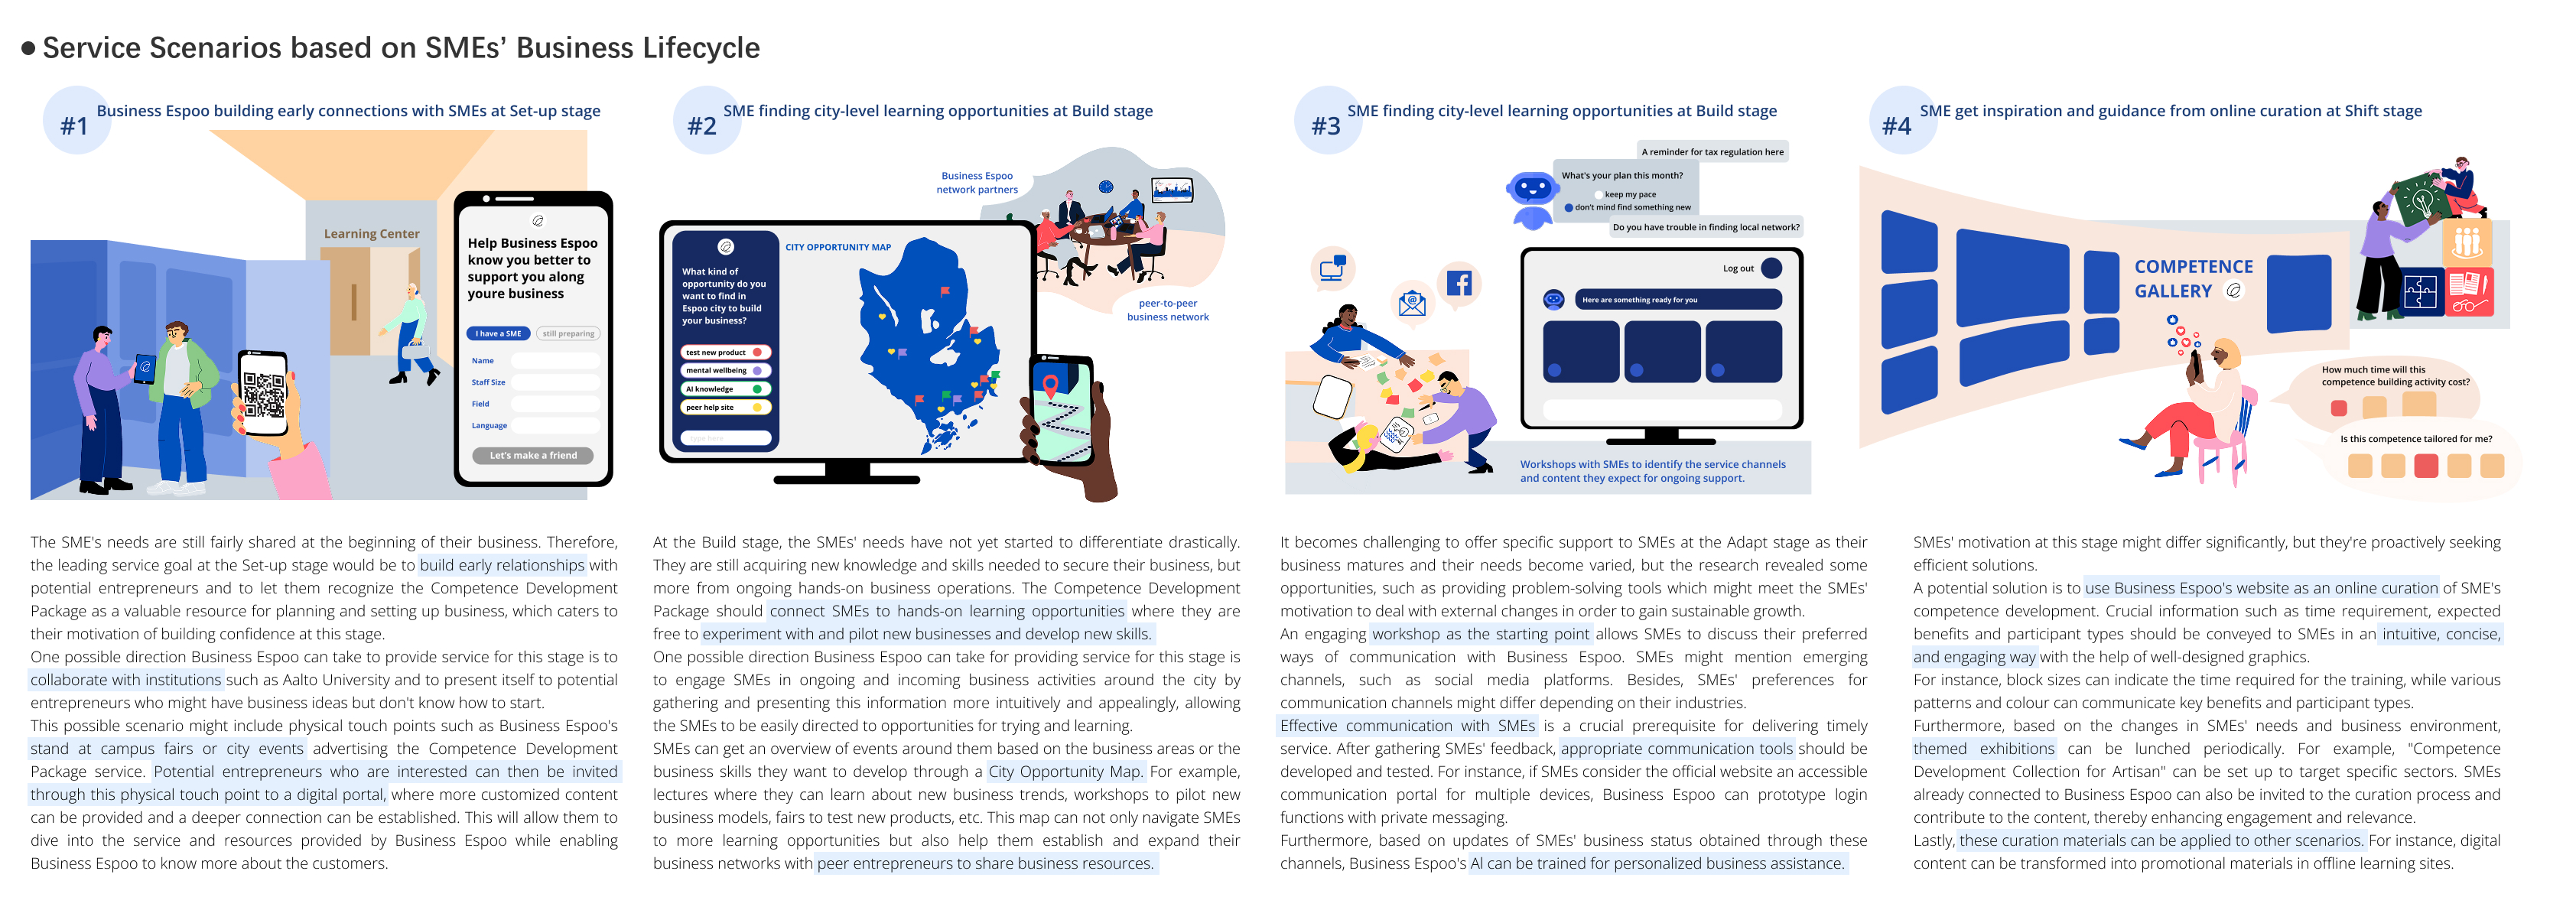 • Service Scenarios based on SMEs’ Business Lifecycle
#1
Business Espoo building early connections with SMEs at Set-up stage
Learning Center
Help Business Espoo
know you better to
support you along
youre business
I have a SME
still preparing
Name
Staff Size
Field
Language
Let's make a friend
The SME's needs are still fairly shared at the beginning of their business. Therefore,
the leading service goal at the Set-up stage would be to build early relationships with
potential entrepreneurs and to let them recognize the Competence Development
Package as a valuable resource for planning and setting up business, which caters to
their motivation of building confidence at this stage.
One possible direction Business Espoo can take to provide service for this stage is to
collaborate with institutions such as Aalto University and to present itself to potential
entrepreneurs who might have business ideas but don't know how to start.
This possible scenario might include physical touch points such as Business Espoo's
stand at campus fairs or city events advertising the Competence Development
Package service. Potential entrepreneurs who are interested can then be invited
through this physical touch point to a digital portal, where more customized content
can be provided and a deeper connection can be established. This will allow them to
dive into the service and resources provided by Business Espoo while enabling
Business Espoo to know more about the customers.
#2
SME finding city-level learning opportunities at Build stage
Business Espoo
network partners
CITY OPPORTUNITY MAP
What kind of
opportunity do you
want to find in
Espoo city to build
your business?
test new product
mental wellbeing
AI knowledge
peer help site
type here
peer-to-peer
business network
At the Build stage, the SMEs' needs have not yet started to differentiate drastically.
They are still acquiring new knowledge and skills needed to secure their business, but
more from ongoing hands-on business operations. The Competence Development
Package should connect SMEs to hands-on learning opportunities where they are
free to experiment with and pilot new businesses and develop new skills.
One possible direction Business Espoo can take for providing service for this stage is
to engage SMEs in ongoing and incoming business activities around the city by
gathering and presenting this information more intuitively and appealingly, allowing
the SMEs to be easily directed to opportunities for trying and learning.
SMEs can get an overview of events around them based on the business areas or the
business skills they want to develop through a City Opportunity Map. For example,
lectures where they can learn about new business trends, workshops to pilot new
business models, fairs to test new products, etc. This map can not only navigate SMEs
to more learning opportunities but also help them establish and expand their
business networks with peer entrepreneurs to share business resources.
#3
SME finding city-level learning opportunities at Build stage
A reminder for tax regulation here
What's your plan this month?
keep my pace
don't mind find something new
Do you have trouble in finding local network?
Log out
Here are something ready for you
Workshops with SMEs to identify the service channels
and content they expect for ongoing support.
It becomes challenging to offer specific support to SMEs at the Adapt stage as their
business matures and their needs become varied, but the research revealed some
opportunities, such as providing problem-solving tools which might meet the SMEs'
motivation to deal with external changes in order to gain sustainable growth.
An engaging workshop as the starting point allows SMEs to discuss their preferred
ways of communication with Business Espoo. SMEs might mention emerging
channels, such as social media platforms. Besides, SMEs' preferences for
communication channels might differ depending on their industries.
Effective communication with SMEs is a crucial prerequisite for delivering timely
service. After gathering SMEs' feedback, appropriate communication tools should be
developed and tested. For instance, if SMEs consider the official website an accessible
communication portal for multiple devices, Business Espoo can prototype login
functions with private messaging.
Furthermore, based on updates of SMEs' business status obtained through these
channels, Business Espoo's AI can be trained for personalized business assistance.
#4
SME get inspiration and guidance from online curation at Shift stage
COMPETENCE
GALLERY
How much time will this
competence building activity cost?
Is this competence tailored for me?
SMEs' motivation at this stage might differ significantly, but they're proactively seeking
efficient solutions.
A potential solution is to use Business Espoo's website as an online curation of SME's
competence development. Crucial information such as time requirement, expected
benefits and participant types should be conveyed to SMEs in an intuitive, concise,
and engaging way with the help of well-designed graphics.
For instance, block sizes can indicate the time required for the training, while various
patterns and colour can communicate key benefits and participant types.
Furthermore, based on the changes in SMEs' needs and business environment,
themed exhibitions can be lunched periodically. For example, "Competence
Development Collection for Artisan" can be set up to target specific sectors. SMEs
already connected to Business Espoo can also be invited to the curation process and
contribute to the content, thereby enhancing engagement and relevance.
Lastly, these curation materials can be applied to other scenarios. For instance, digital
content can be transformed into promotional materials in offline learning sites.